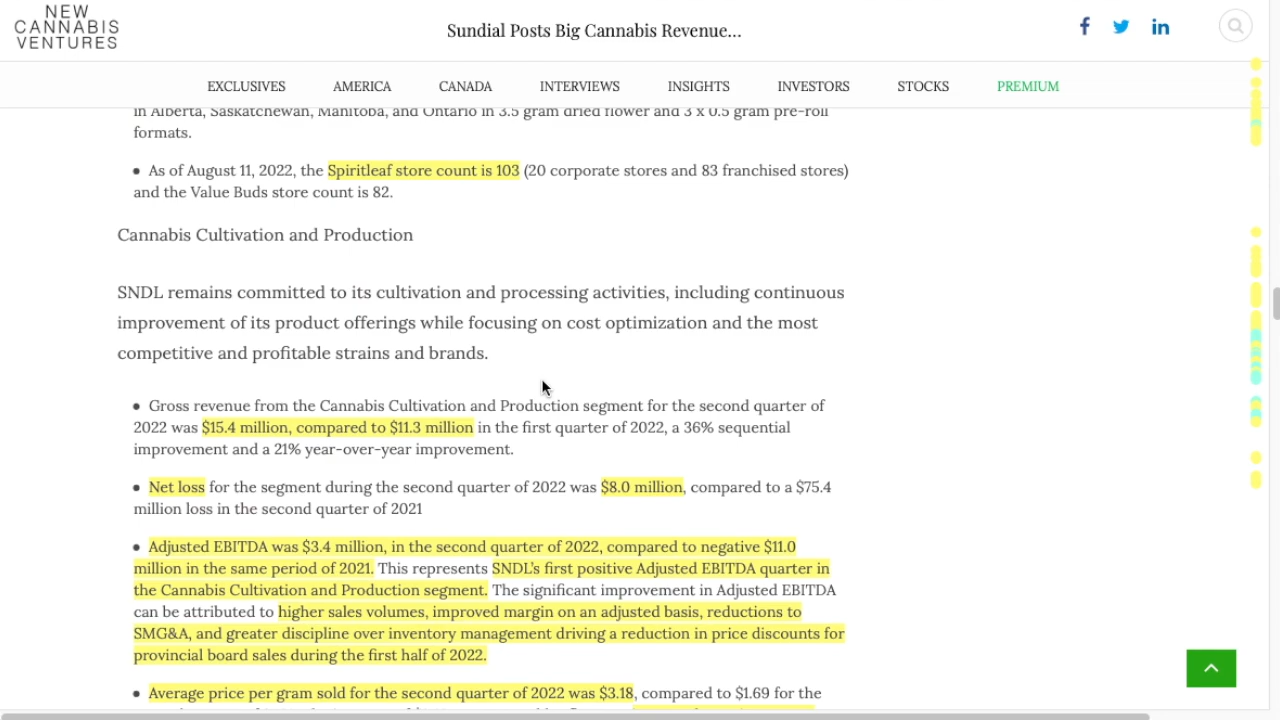 NEW
CANNABIS
VENTURES
Sundial Posts Big Cannabis Revenue...
EXCLUSIVES AMERICA CANADA INTERVIEWS INSIGHTS INVESTORS STOCKS PREMIUM
in Alberta, Saskatchewan, Manitoba, and Ontario in 3.5 gram dried flower and 3 x 0.5 gram pre-roll
formats.
• As of August 11, 2022, the Spiritleaf store count is 103 (20 corporate stores and 83 franchised stores)
and the Value Buds store count is 82.
Cannabis Cultivation and Production
SNDL remains committed to its cultivation and processing activities, including continuous
improvement of its product offerings while focusing on cost optimization and the most
competitive and profitable strains and brands.
• Gross revenue from the Cannabis Cultivation and Production segment for the second quarter of
2022 was $15.4 million, compared to $11.3 million in the first quarter of 2022, a 36% sequential
improvement and a 21% year-over-year improvement.
• Net loss for the segment during the second quarter of 2022 was $8.0 million, compared to a $75.4
million loss in the second quarter of 2021
• Adjusted EBITDA was $3.4 million, in the second quarter of 2022, compared to negative $11.0
million in the same period of 2021. This represents SNDL's first positive Adjusted EBITDA quarter in
the Cannabis Cultivation and Production segment. The significant improvement in Adjusted EBITDA
can be attributed to higher sales volumes, improved margin on an adjusted basis, reductions to
SMG&A, and greater discipline over inventory management driving a reduction in price discounts for
provincial board sales during the first half of 2022.
• Average price per gram sold for the second quarter of 2022 was $3.18, compared to $1.69 for the